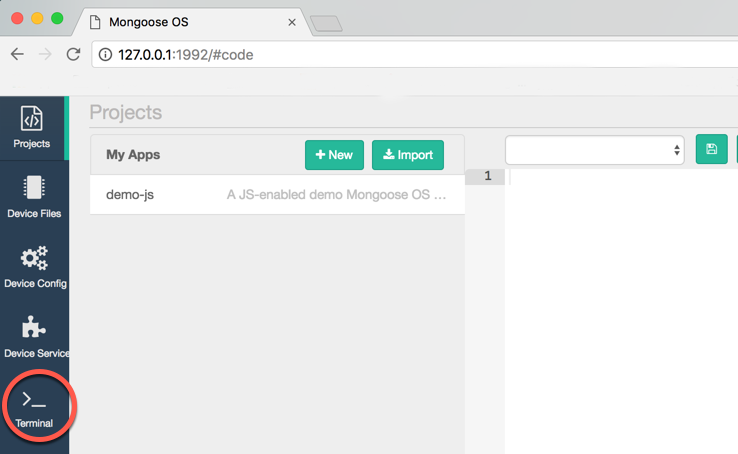 Mongoose OS
127.0.0.1:1992/#code
Projects
Projects
My Apps
New
Import
1
demo-js
A JS-enabled demo Mongoose OS ...
Device Files
Device Config
Device Service
Terminal